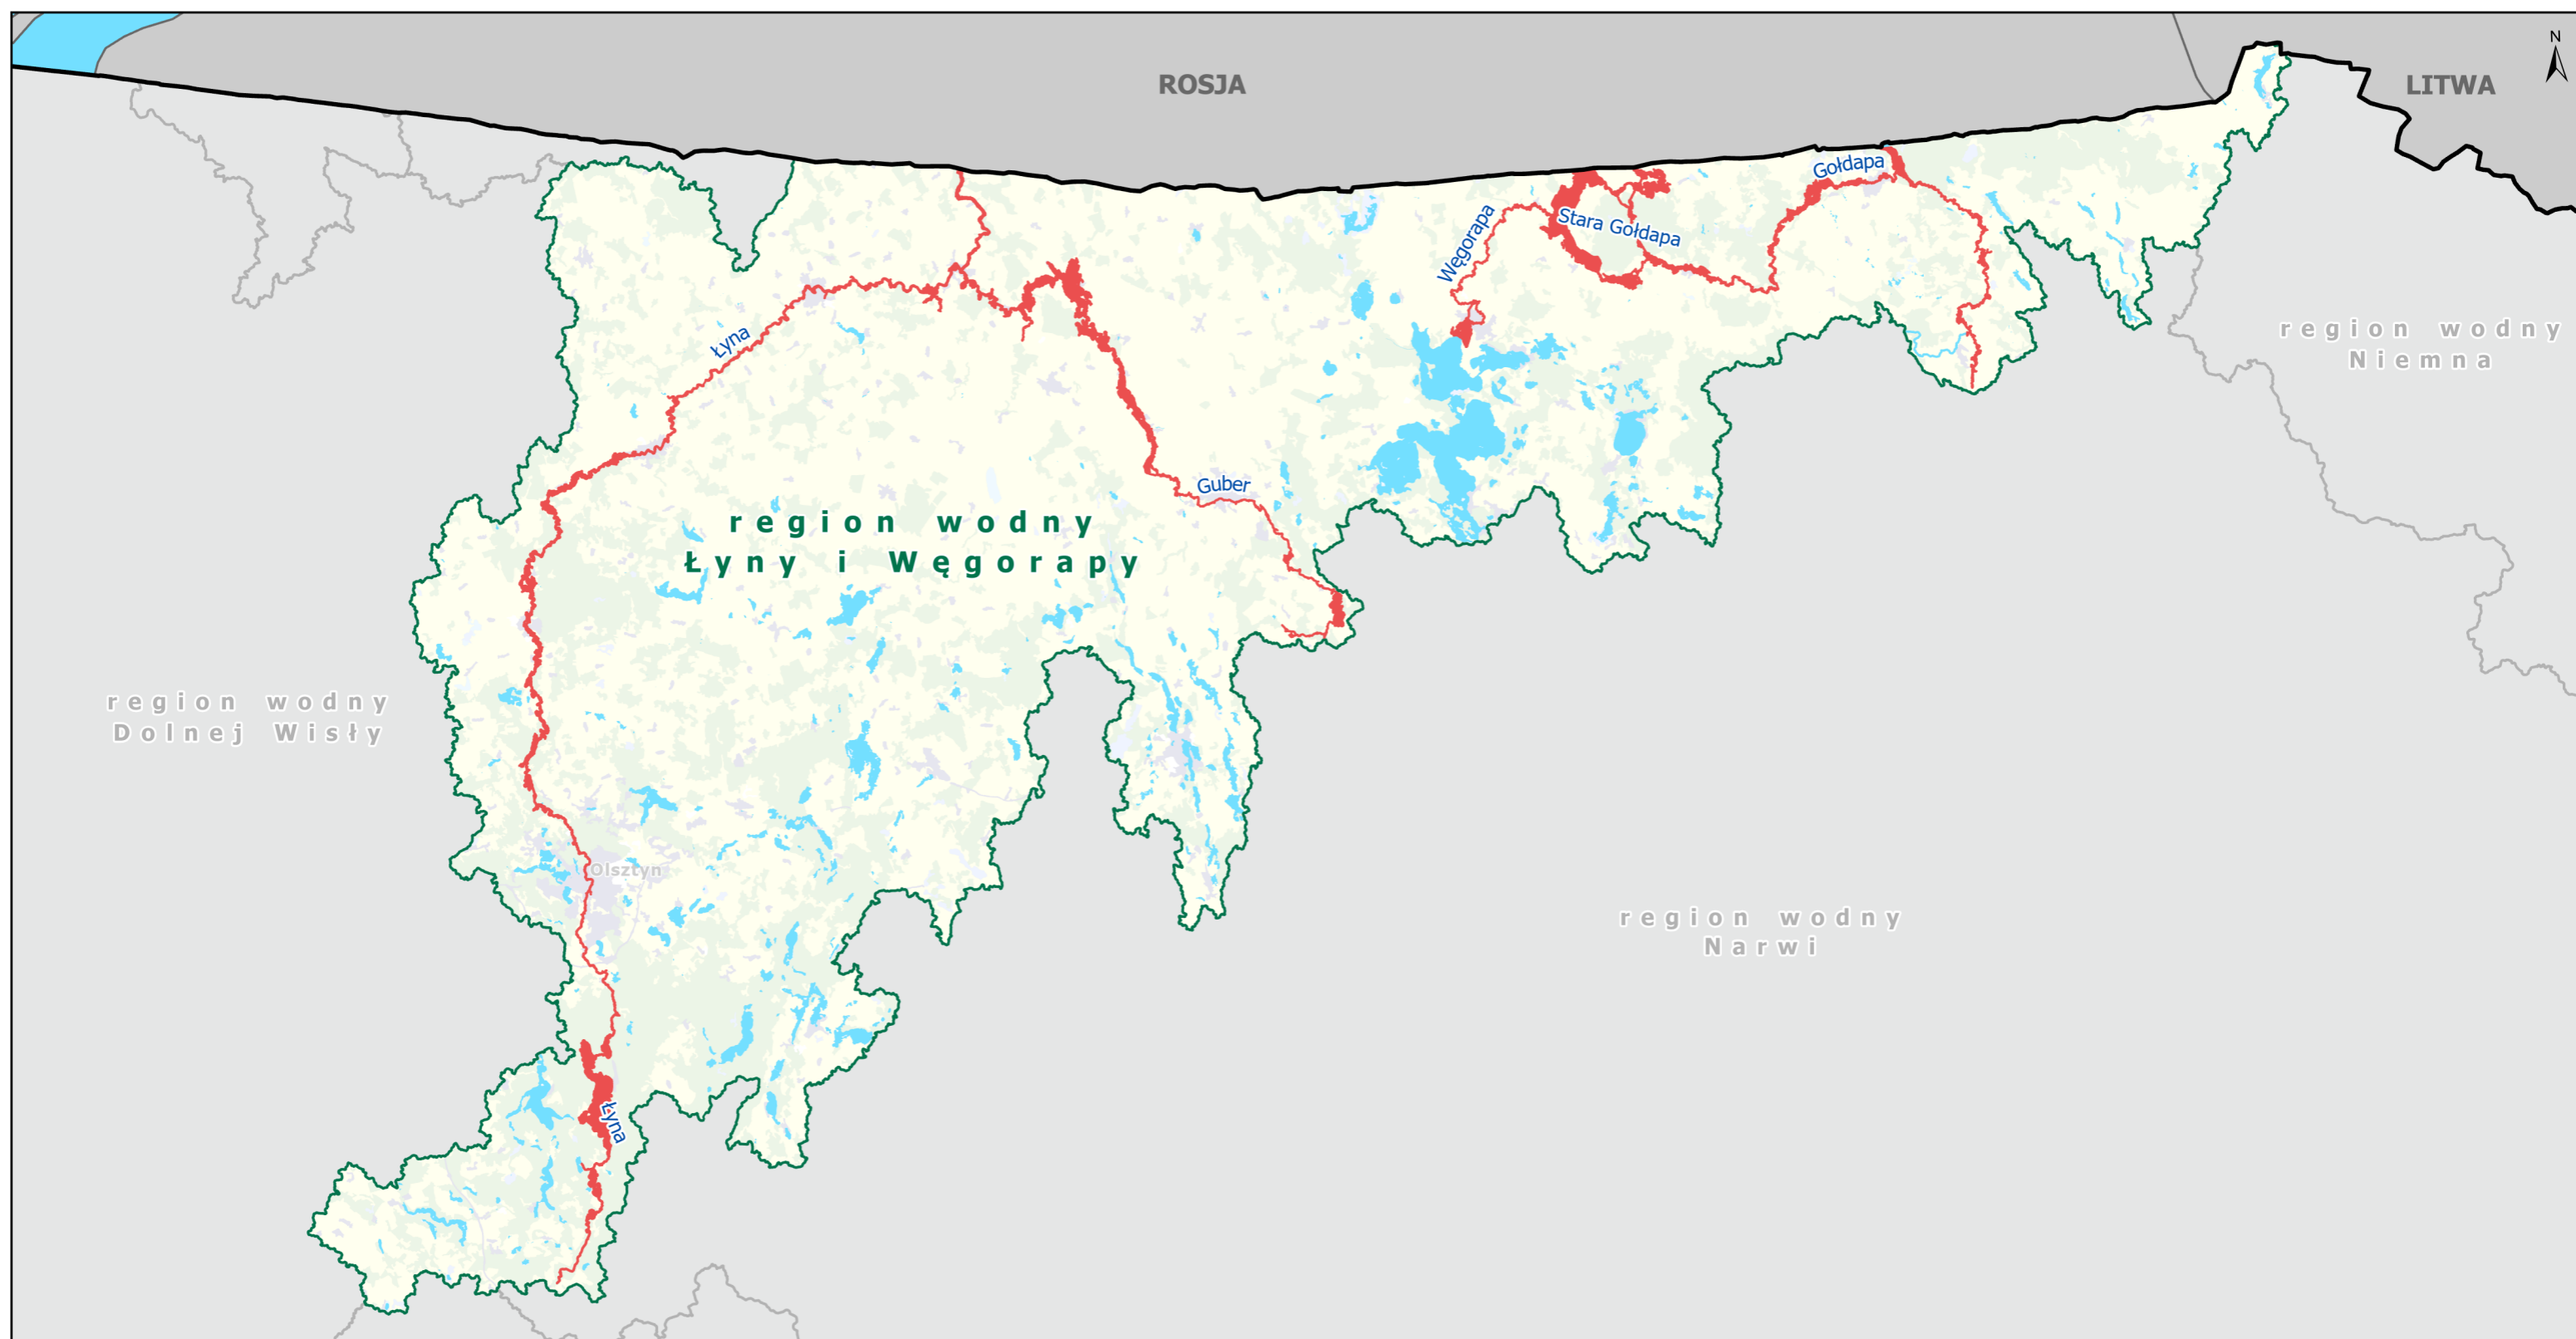 N
ROSJA
LITWA
Gołdapa
Węgorapa
Stara Gołdapa
Łyna
region wodny
Niemna
Guber
region wodny
Łyny i Węgorapy
region wodny
Dolnej Wisły
Olsztyn
region wodny
Narwi
Łyna